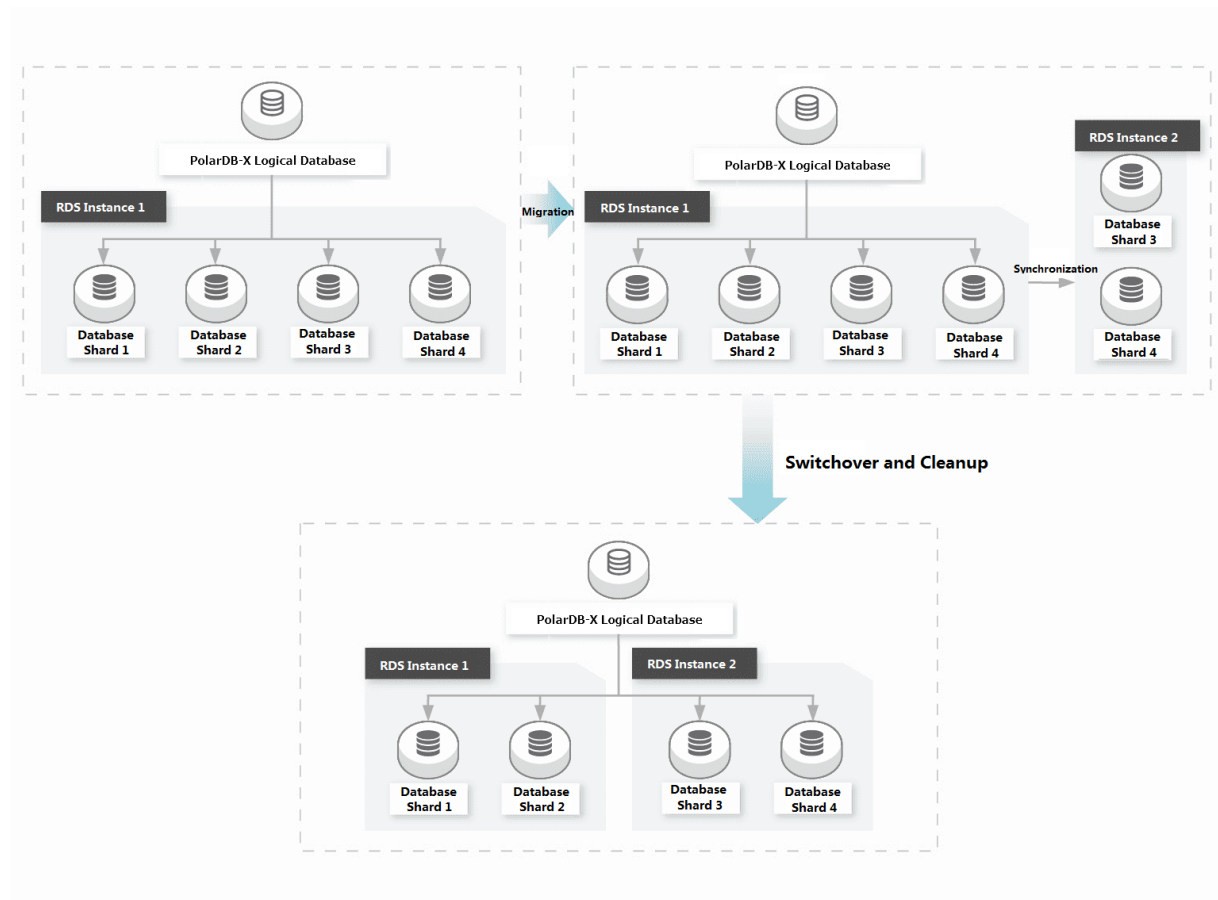 PolarDB-X Logical Database
RDS Instance 1
Database
Shard 1
Database
Shard 2
Database
Shard 3
Database
Shard 4
Migration
PolarDB-X Logical Database
RDS Instance 1
Database
Shard 1
Database
Shard 2
Database
Shard 3
Database
Shard 4
Synchronization
RDS Instance 2
Database
Shard 3
Database
Shard 4
Switchover and Cleanup
PolarDB-X Logical Database
RDS Instance 1
RDS Instance 2
Database
Shard 1
Database
Shard 2
Database
Shard 3
Database
Shard 4